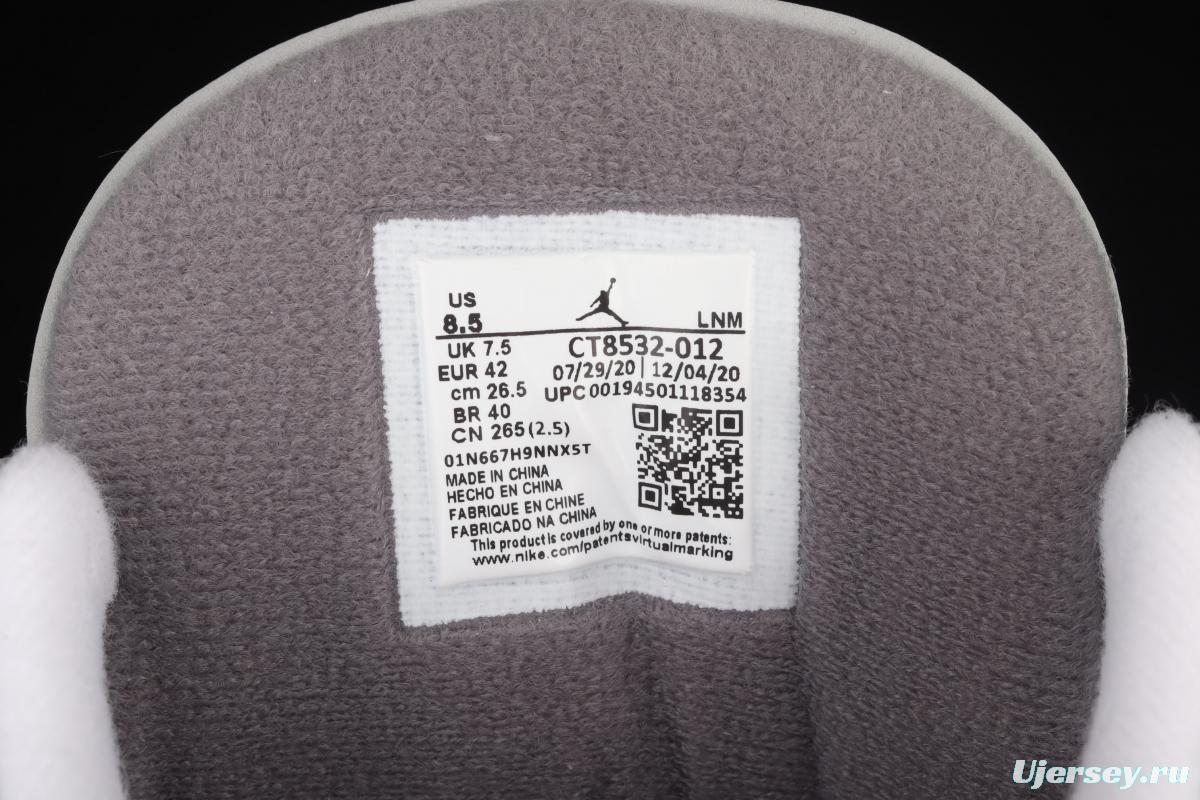 US
8.5
LNM
UK 7.5
CT8532-012
EUR 42
07/29/20 | 12/04/20
cm 26.5
UPC 00194501118354
BR 40
CN 265 (2.5)
01N667H9NNX5T
MADE IN CHINA
HECHO EN CHINA
FABRIQUE EN CHINE
FABRICADO NA CHINA
This product is covered by one or more patents:
www.nike.com/patentsvirtualmarking
Ujersey.ru